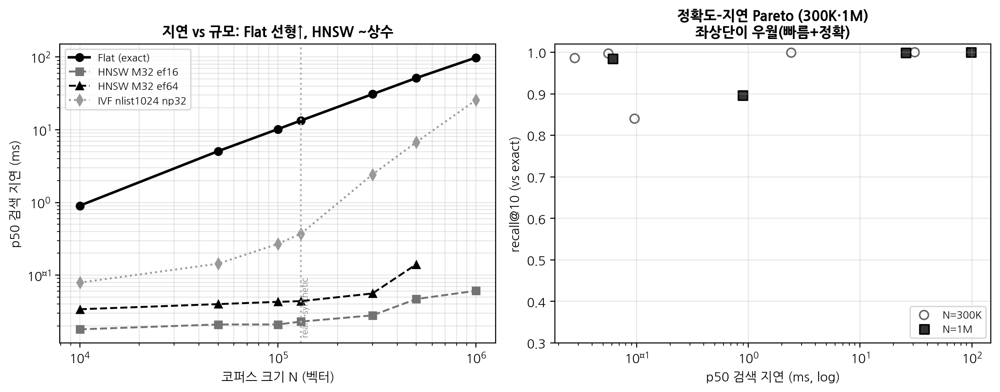 지연 vs 규모: Flat 선형↑, HNSW ~상수
Flat (exact)
HNSW M32 ef16
HNSW M32 ef64
IVF nlist1024 np32
10²
10¹
10⁰
10¤¹
p50 검색 지연 (ms)
real→synthetic
10⁴
10⁵
10⁶
코퍼스 크기 N (벡터)
정확도-지연 Pareto (300K·1M)
좌상단이 우월(빠름+정확)
1.0
0.9
0.8
0.7
0.6
0.5
0.4
0.3
recall@10 (vs exact)
N=300K
N=1M
10¤¹
10⁰
10¹
10²
p50 검색 지연 (ms, log)